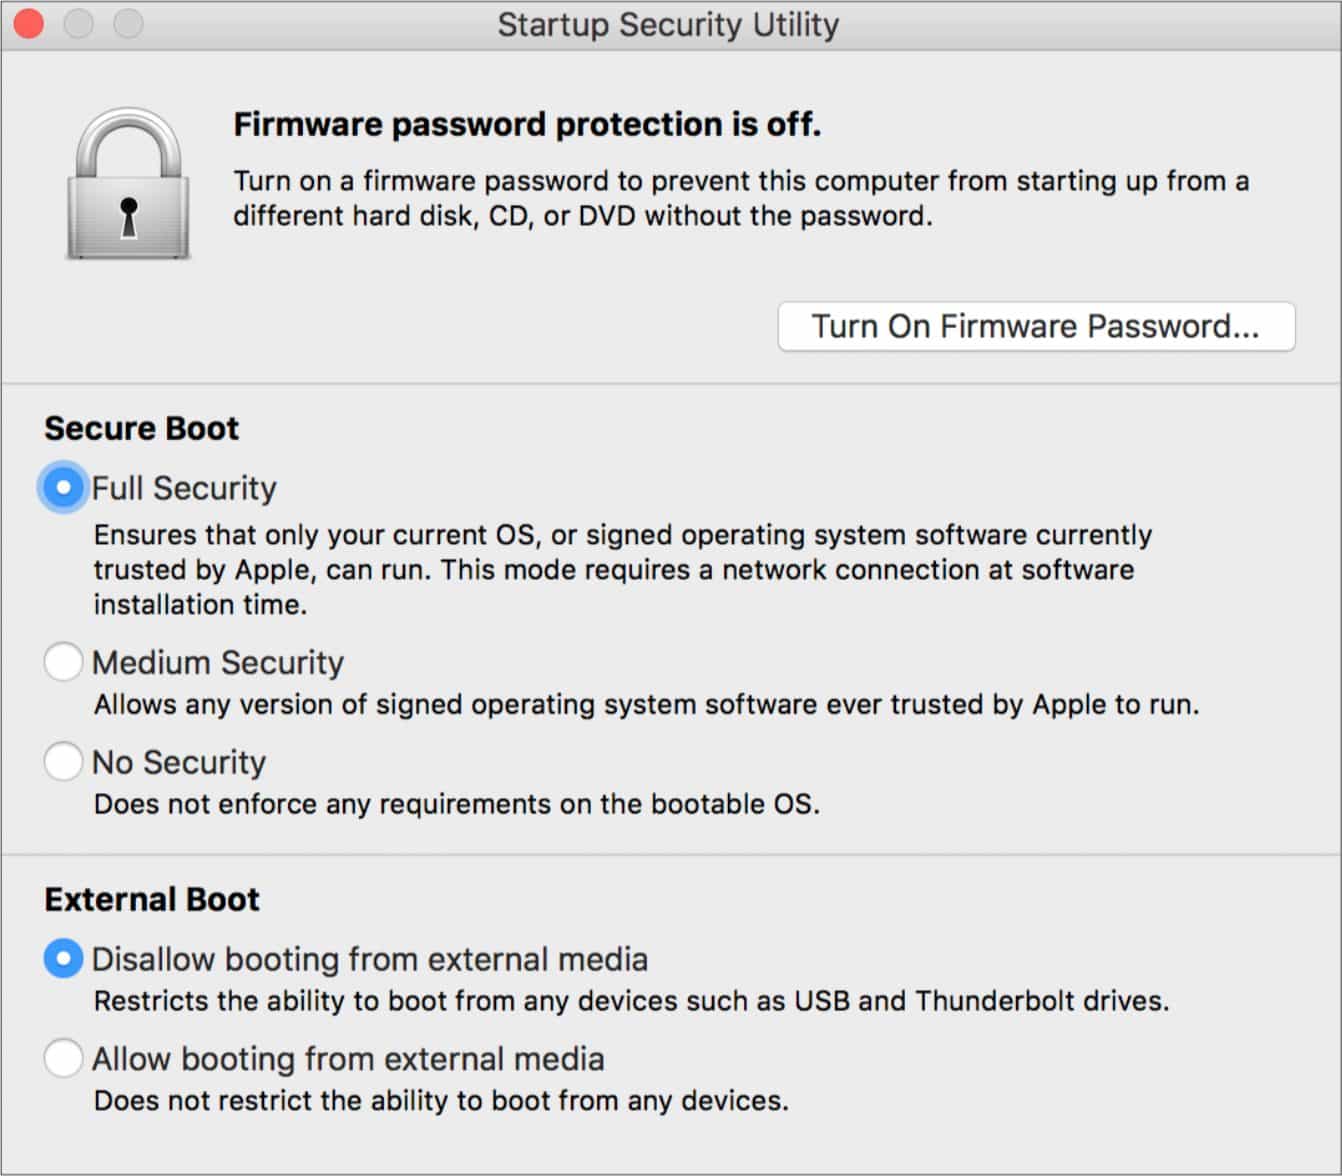 Startup Security Utility
Firmware password protection is off.
Turn on a firmware password to prevent this computer from starting up from a
different hard disk, CD, or DVD without the password.
Turn On Firmware Password...
Secure Boot
Full Security
Ensures that only your current OS, or signed operating system software currently
trusted by Apple, can run. This mode requires a network connection at software
installation time.
Medium Security
Allows any version of signed operating system software ever trusted by Apple to run.
No Security
Does not enforce any requirements on the bootable OS.
External Boot
Disallow booting from external media
Restricts the ability to boot from any devices such as USB and Thunderbolt drives.
Allow booting from external media
Does not restrict the ability to boot from any devices.